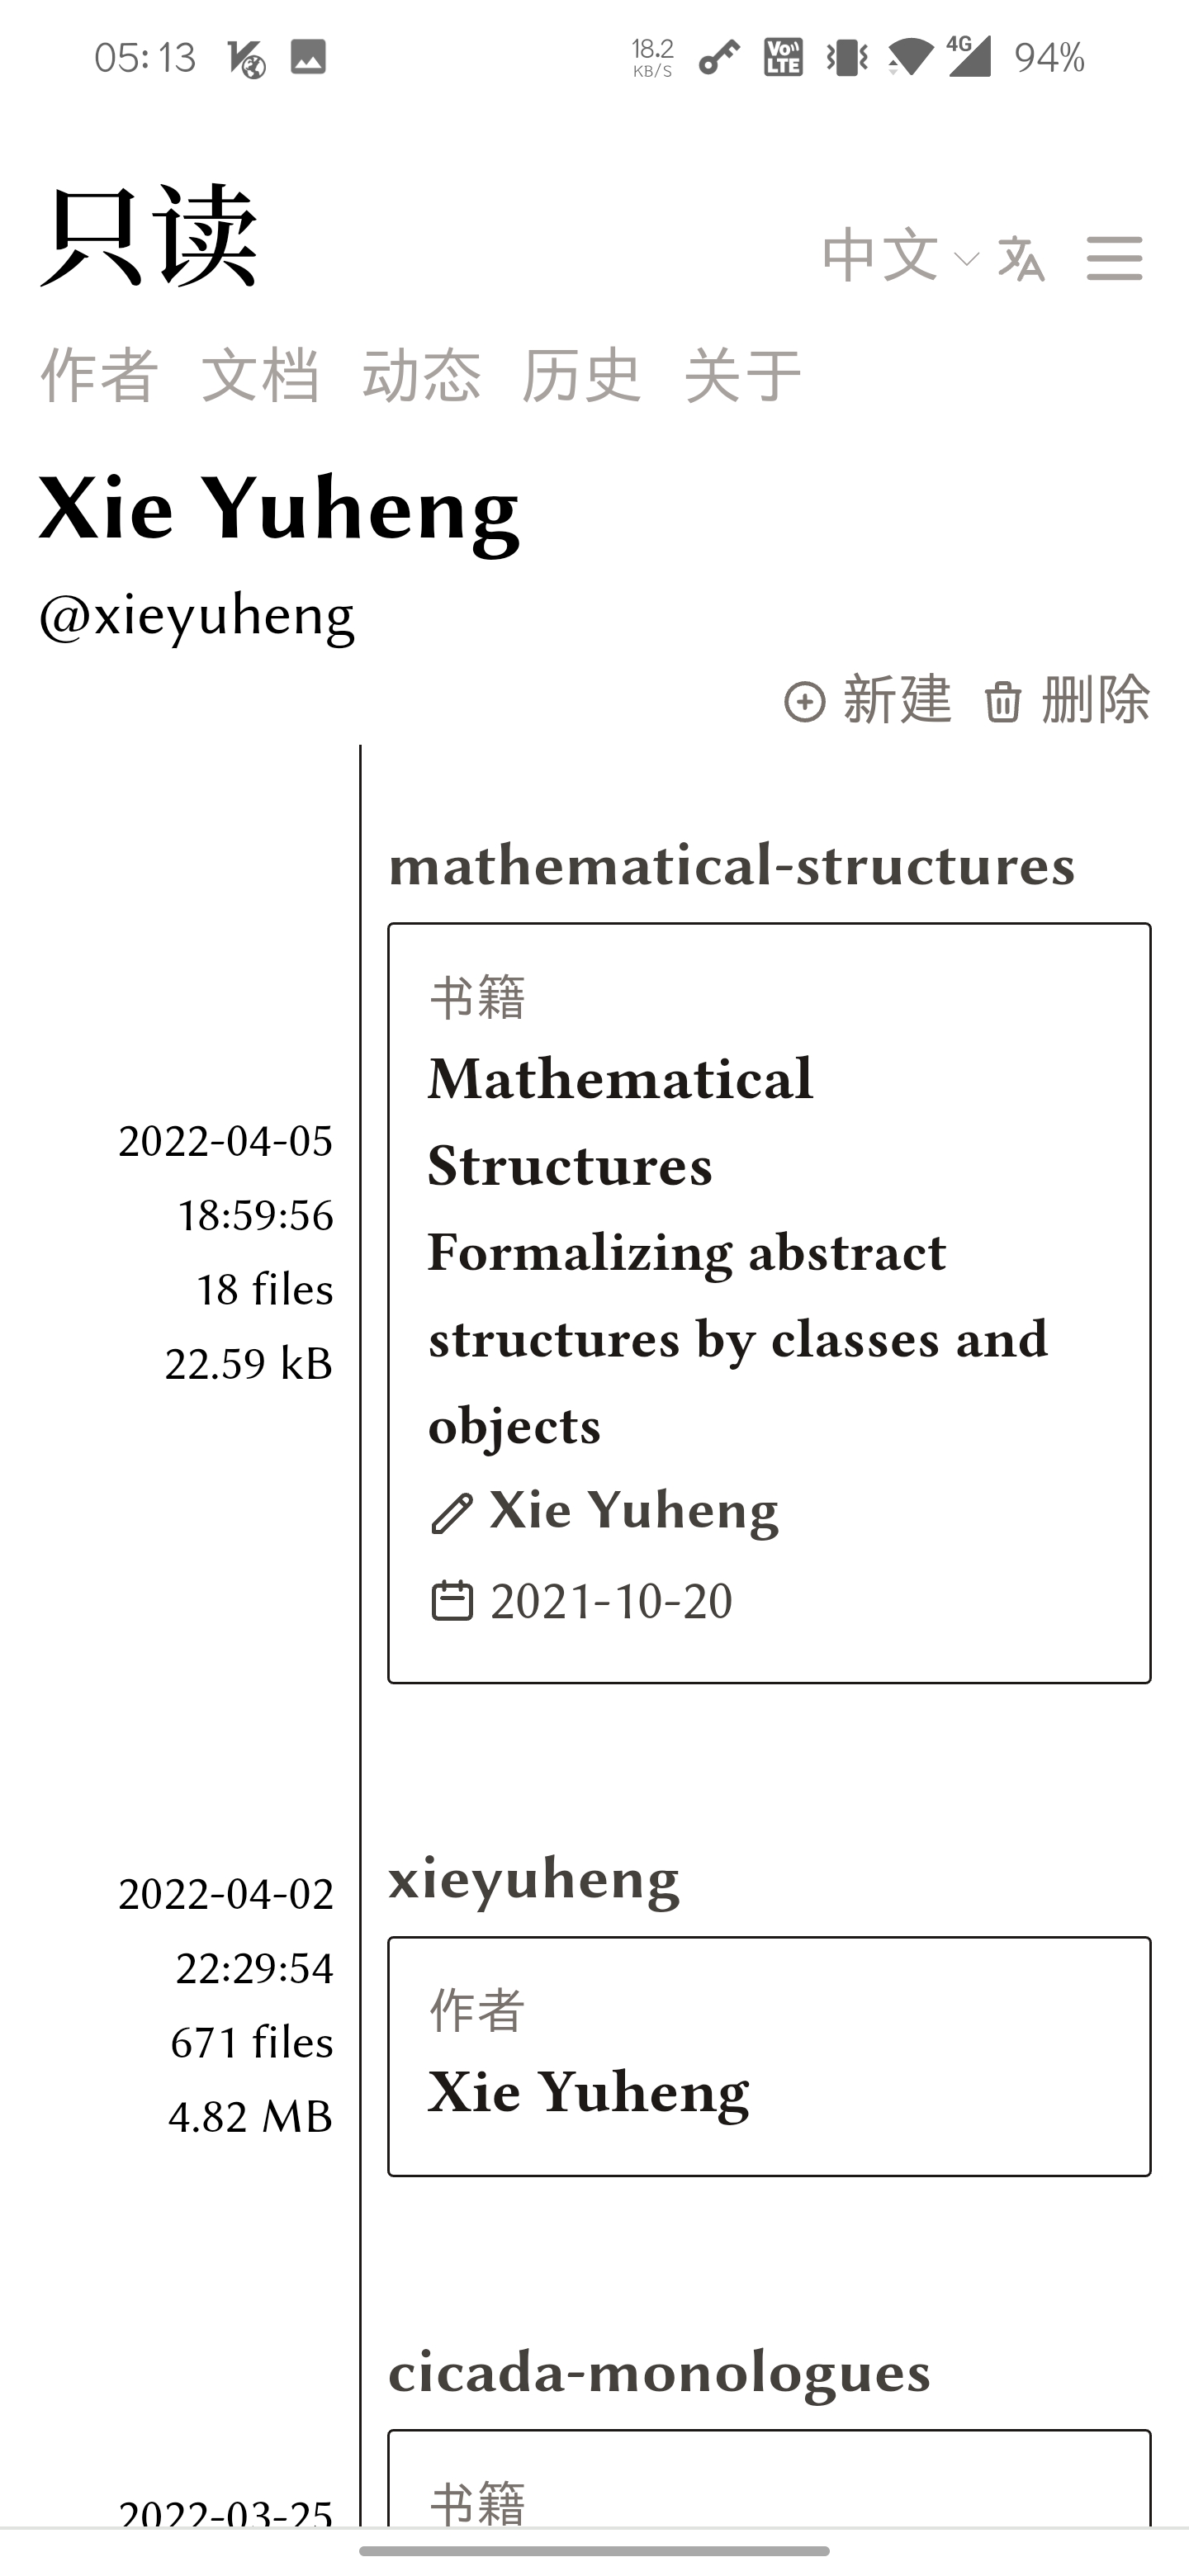 05:13 18.2 KB/S VoLTE 4G 94%
只读
中文
作者 文档 动态 历史 关于
Xie Yuheng
@xieyuheng
新建 删除
mathematical-structures
2022-04-05
18:59:56
18 files
22.59 kB
书籍
Mathematical
Structures
Formalizing abstract
structures by classes and
objects
Xie Yuheng
2021-10-20
xieyuheng
2022-04-02
22:29:54
671 files
4.82 MB
作者
Xie Yuheng
cicada-monologues
2022-03-25
书籍